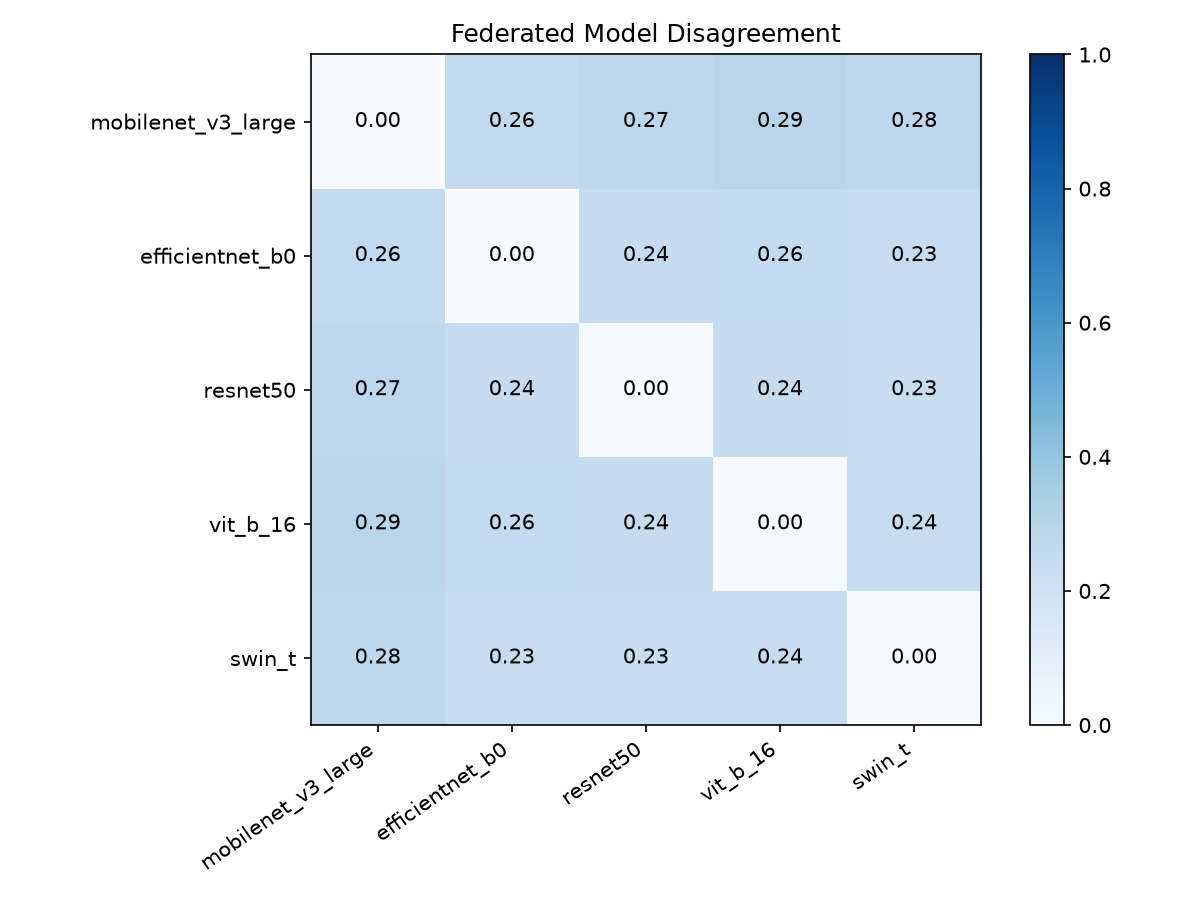 Federated Model Disagreement
mobilenet_v3_large 0.00 0.26 0.27 0.29 0.28
efficientnet_b0 0.26 0.00 0.24 0.26 0.23
resnet50 0.27 0.24 0.00 0.24 0.23
vit_b_16 0.29 0.26 0.24 0.00 0.24
swin_t 0.28 0.23 0.23 0.24 0.00
mobilenet_v3_large efficientnet_b0 resnet50 vit_b_16 swin_t
1.0
0.8
0.6
0.4
0.2
0.0